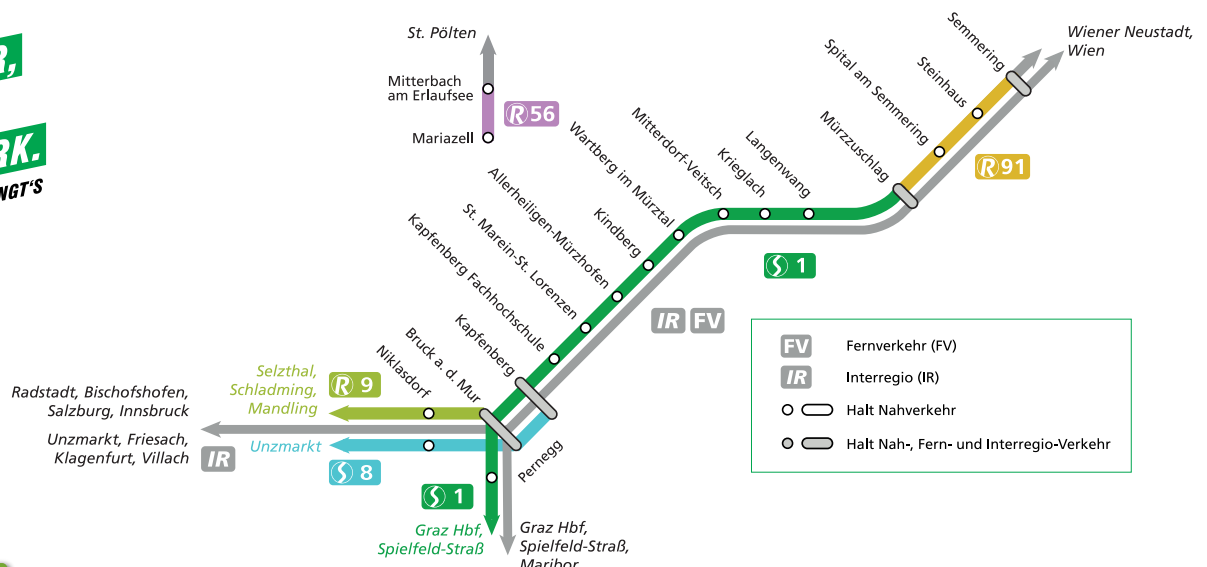 R,
RK.
NGT'S
St. Pölten
Mitterbach
am Erlaufsee
Mariazell
R 56
Wiener Neustadt,
Wien
Semmering
Steinhaus
Spital am Semmering
Mürzzuschlag
R 91
Langenwang
Krieglach
Mitterdorf-Veitsch
Wartberg im Mürztal
Kindberg
Allerheiligen-Mürzhofen
St. Marein-St. Lorenzen
Kapfenberg Fachhochschule
Kapfenberg
Bruck a. d. Mur
Niklasdorf
S 1
IR FV
FV Fernverkehr (FV)
IR Interregio (IR)
Halt Nahverkehr
Halt Nah-, Fern- und Interregio-Verkehr
Selzthal,
Schladming,
Mandling
R 9
Radstadt, Bischofshofen,
Salzburg, Innsbruck
Unzmarkt, Friesach,
Klagenfurt, Villach
IR
Unzmarkt
S 8
Pernegg
S 1
Graz Hbf,
Spielfeld-Straß
Graz Hbf,
Spielfeld-Straß,
Maribor